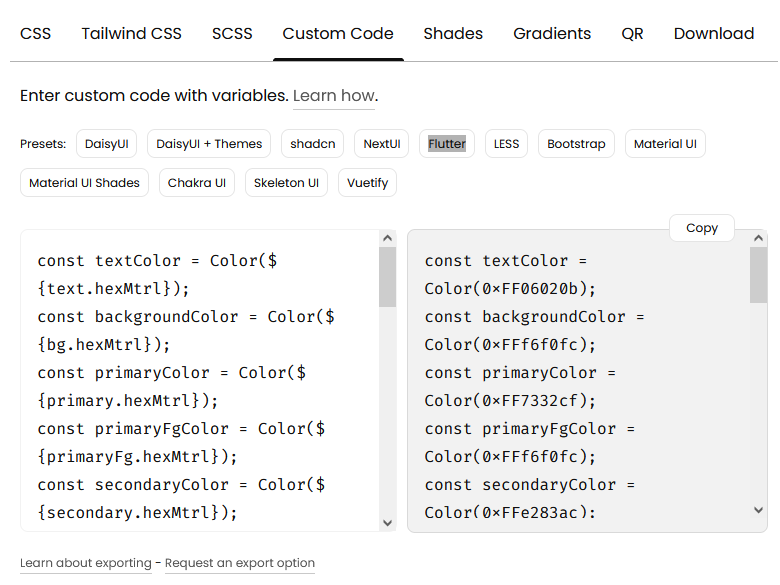 CSS Tailwind CSS SCSS Custom Code Shades Gradients QR Download
Enter custom code with variables. Learn how.
Presets: DaisyUI DaisyUI + Themes shadcn NextUI Flutter LESS Bootstrap Material UI
Material UI Shades Chakra UI Skeleton UI Vuetify
const textColor = Color($
{text.hexMtrl});
const backgroundColor = Color($
{bg.hexMtrl});
const primaryColor = Color($
{primary.hexMtrl});
const primaryFgColor = Color($
{primaryFg.hexMtrl});
const secondaryColor = Color($
{secondary.hexMtrl});
Copy
const textColor =
Color(0xFF06020b);
const backgroundColor =
Color(0xFFf6f0fc);
const primaryColor =
Color(0xFF7332cf);
const primaryFgColor =
Color(0xFFf6f0fc);
const secondaryColor =
Color(0xFFe283ac);
Learn about exporting - Request an export option